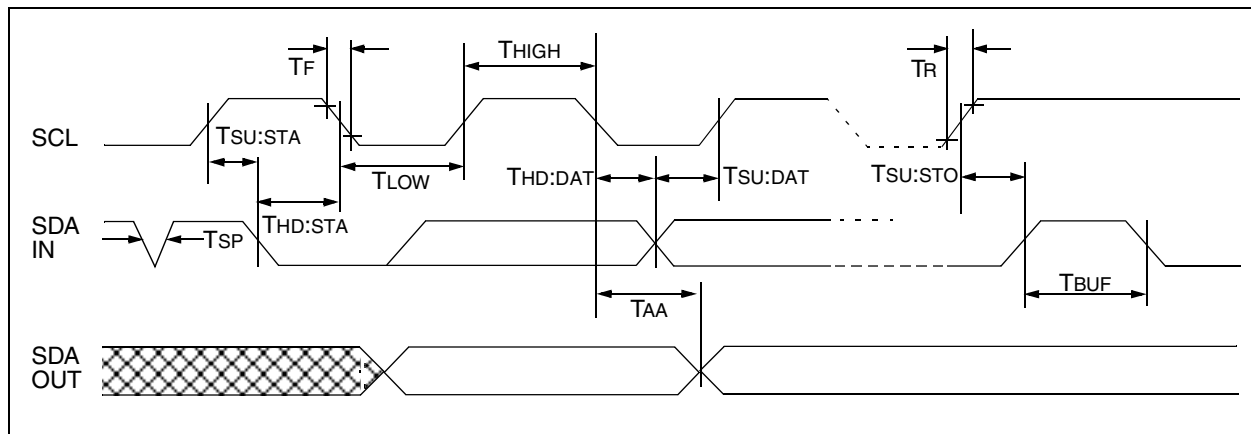 TF
THIGH
TR
SCL
TSU:STA
TLOW
THD:DAT
TSU:DAT
TSU:STO
SDA
IN
TSP
THD:STA
TAA
TBUF
SDA
OUT